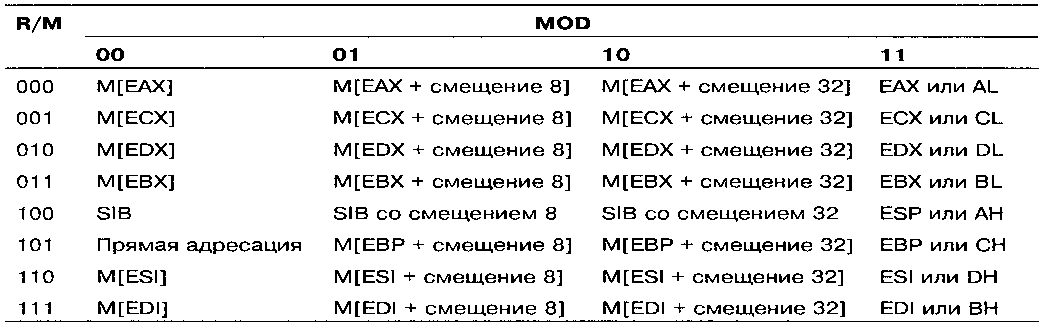 R/M MOD
00 01 10 11
000 M[EAX] M[EAX + смещение 8] M[EAX + смещение 32] EAX или AL
001 M[ECX] M[ECX + смещение 8] M[ECX + смещение 32] ECX или CL
010 M[EDX] M[EDX + смещение 8] M[EDX + смещение 32] EDX или DL
011 M[EBX] M[EBX + смещение 8] M[EBX + смещение 32] EBX или BL
100 SIB SIB со смещением 8 SIB со смещением 32 ESP или AH
101 Прямая адресация M[EBP + смещение 8] M[EBP + смещение 32] EBP или CH
110 M[ESI] M[ESI + смещение 8] M[ESI + смещение 32] ESI или DH
111 M[EDI] M[EDI + смещение 8] M[EDI + смещение 32] EDI или BH